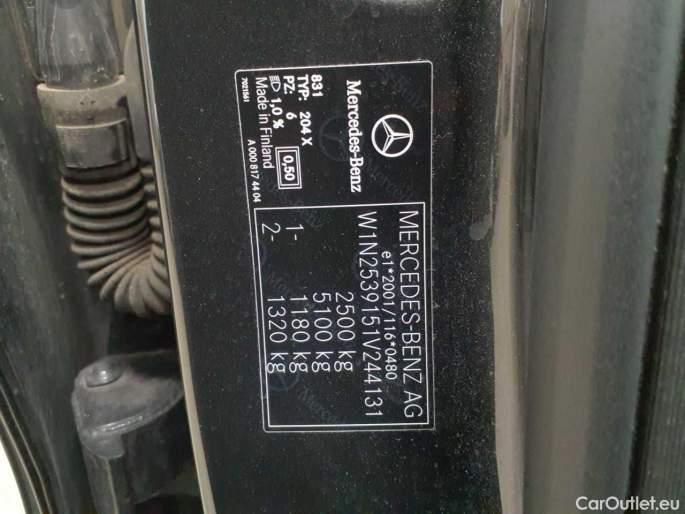 Mercedes-Benz
831
TYP: 204 X
PZ: 6
0,50
1,0 %
Made in Finland
7021561
A 000 817 44 04
MERCEDES-BENZ AG
e1*2001/116*0480
W1N2539151V244131
2500 kg
5100 kg
1- 1180 kg
2- 1320 kg
CarOutlet.eu